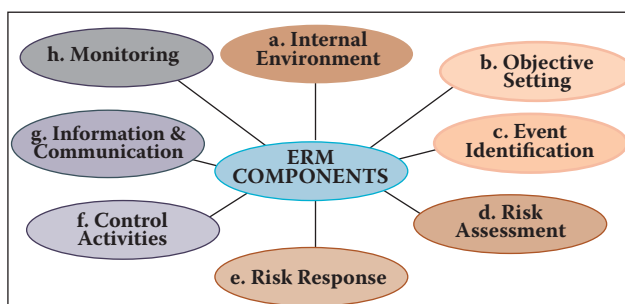 a. Internal
Environment
b. Objective
Setting
c. Event
Identification
d. Risk
Assessment
e. Risk Response
f. Control
Activities
g. Information &
Communication
h. Monitoring
ERM
COMPONENTS